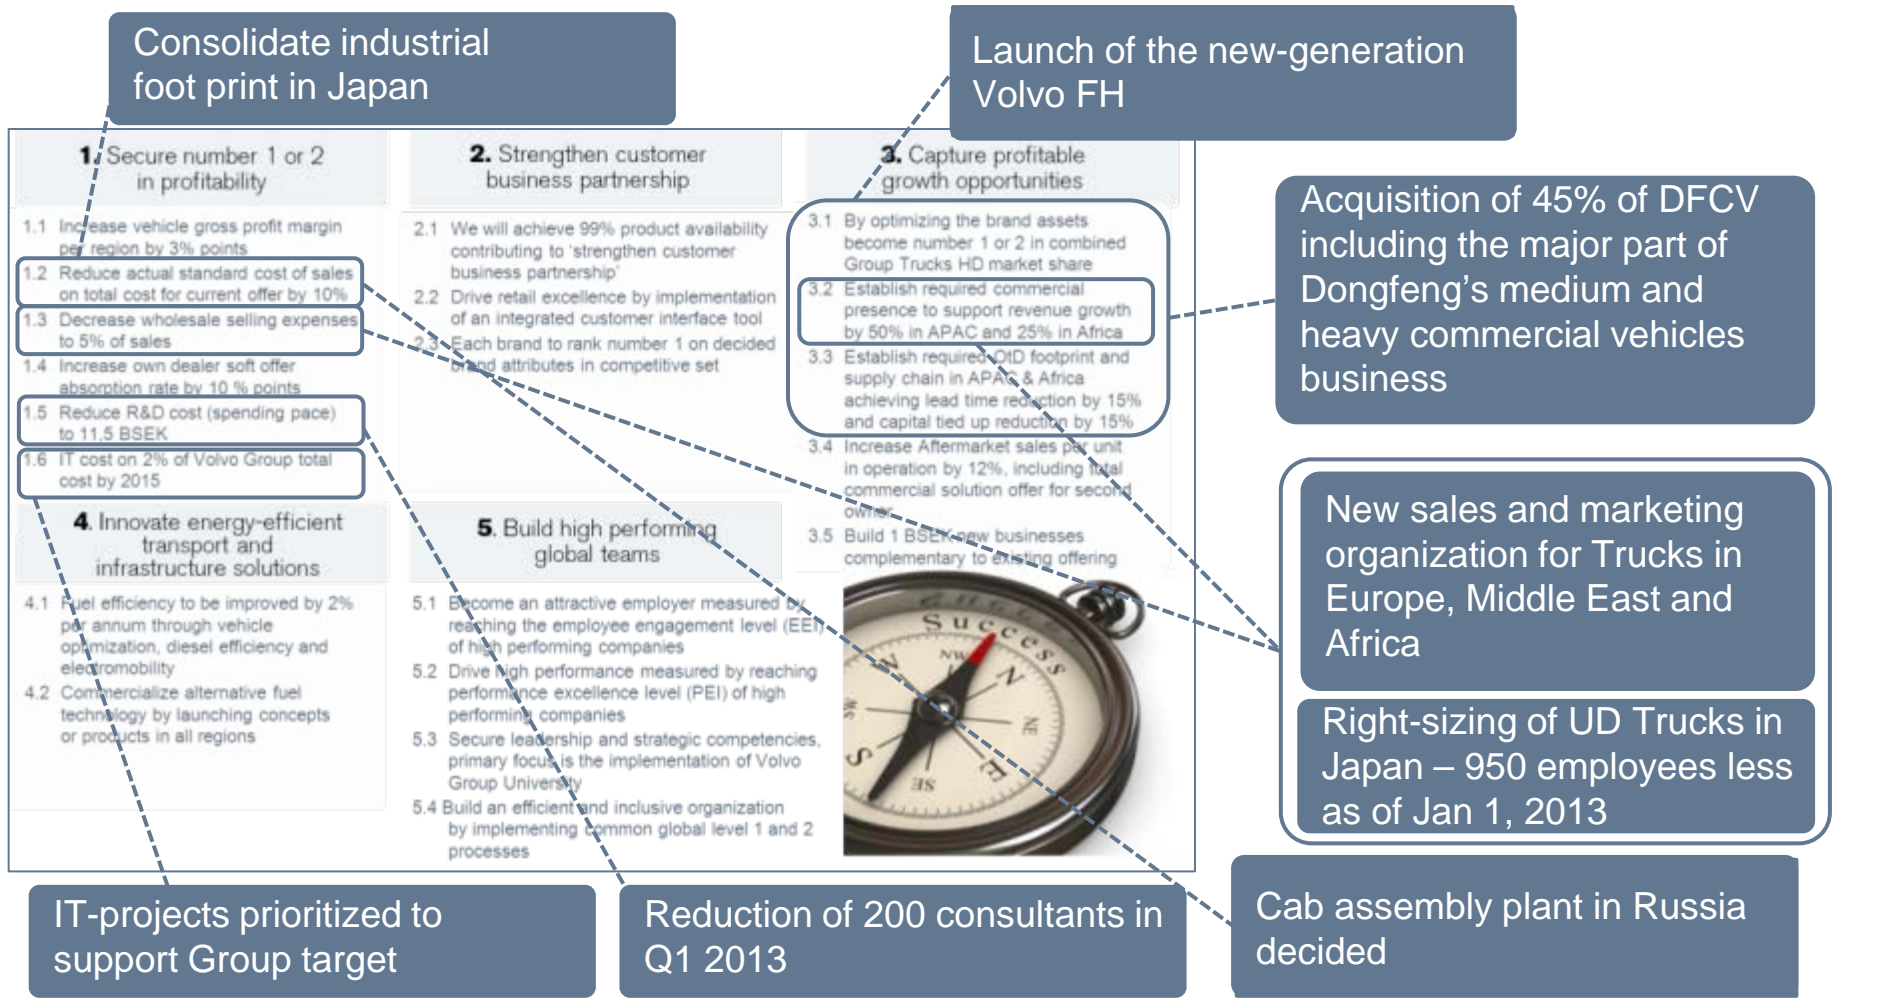 Consolidate industrial
foot print in Japan
Launch of the new-generation
Volvo FH
1. Secure number 1 or 2
in profitability
1.1 Increase vehicle gross profit margin
per region by 3% points
1.2 Reduce actual standard cost of sales
on total cost for current offer by 10%
1.3 Decrease wholesale selling expenses
to 5% of sales
1.4 Increase own dealer soft offer
absorption rate by 10 % points
1.5 Reduce R&D cost (spending pace)
to 11,5 BSEK
1.6 IT cost on 2% of Volvo Group total
cost by 2015
2. Strengthen customer
business partnership
2.1 We will achieve 99% product availability
contributing to 'strengthen customer
business partnership'
2.2 Drive retail excellence by implementation
of an integrated customer interface tool
2.3 Each brand to rank number 1 on decided
brand attributes in competitive set
3. Capture profitable
growth opportunities
3.1 By optimizing the brand assets
become number 1 or 2 in combined
Group Trucks HD market share
3.2 Establish required commercial
presence to support revenue growth
by 50% in APAC and 25% in Africa
3.3 Establish required OtD footprint and
supply chain in APAC & Africa
achieving lead time reduction by 15%
and capital tied up reduction by 15%
3.4 Increase Aftermarket sales per unit
in operation by 12%, including total
commercial solution offer for second
owner
3.5 Build 1 BSEK new businesses
complementary to existing offering
4. Innovate energy-efficient
transport and
infrastructure solutions
4.1 Fuel efficiency to be improved by 2%
per annum through vehicle
optimization, diesel efficiency and
electromobility
4.2 Commercialize alternative fuel
technology by launching concepts
or products in all regions
5. Build high performing
global teams
5.1 Become an attractive employer measured by
reaching the employee engagement level (EEI)
of high performing companies
5.2 Drive high performance measured by reaching
performance excellence level (PEI) of high
performing companies
5.3 Secure leadership and strategic competencies,
primary focus is the implementation of Volvo
Group University
5.4 Build an efficient and inclusive organization
by implementing common global level 1 and 2
processes
Success
NW
N
NE
E
SE
S
SW
Acquisition of 45% of DFCV
including the major part of
Dongfeng’s medium and
heavy commercial vehicles
business
New sales and marketing
organization for Trucks in
Europe, Middle East and
Africa
Right-sizing of UD Trucks in
Japan – 950 employees less
as of Jan 1, 2013
IT-projects prioritized to
support Group target
Reduction of 200 consultants in
Q1 2013
Cab assembly plant in Russia
decided